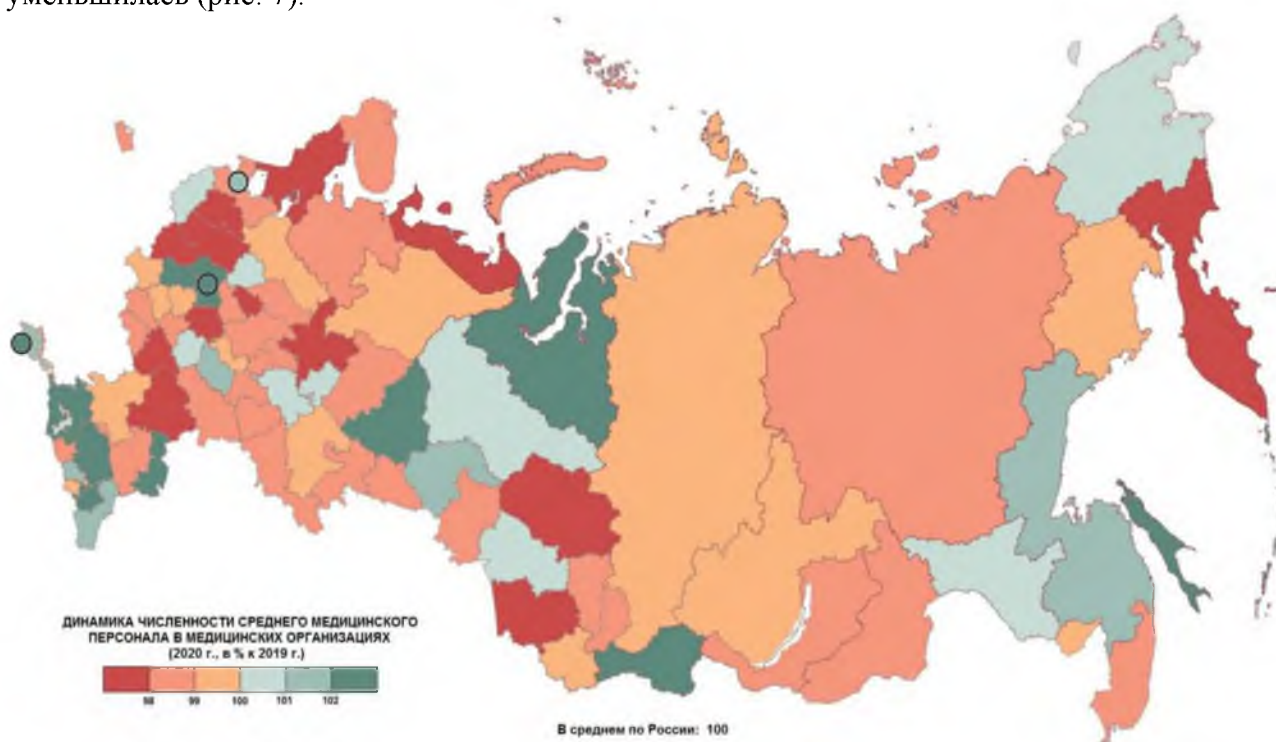 уменьшилась (рис. 7).
ДИНАМИКА ЧИСЛЕННОСТИ СРЕДНЕГО МЕДИЦИНСКОГО
ПЕРСОНАЛА В МЕДИЦИНСКИХ ОРГАНИЗАЦИЯХ
(2020 г., в % к 2019 г.)
98 99 100 101 102
В среднем по России: 100